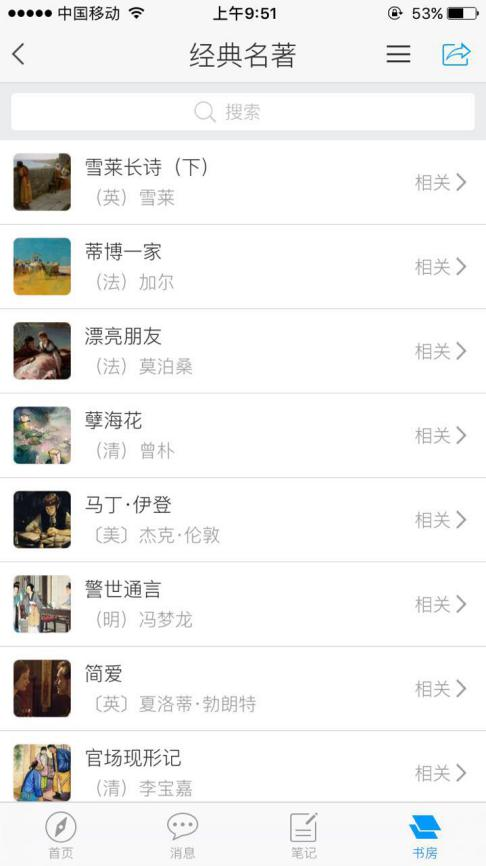 中国移动 上午9:51 53%
经典名著
搜索
雪莱长诗（下）
（英）雪莱
相关
蒂博一家
（法）加尔
相关
漂亮朋友
（法）莫泊桑
相关
孽海花
（清）曾朴
相关
马丁·伊登
〔美〕杰克·伦敦
相关
警世通言
（明）冯梦龙
相关
简爱
〔英〕夏洛蒂·勃朗特
相关
官场现形记
（清）李宝嘉
相关
首页 消息 笔记 书房